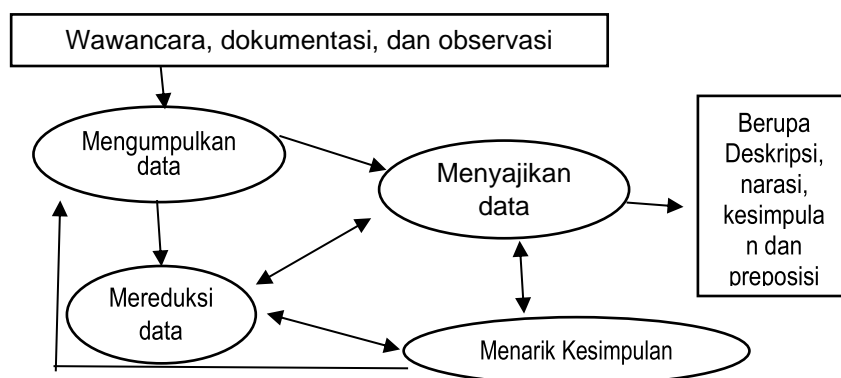 Wawancara, dokumentasi, dan observasi
Mengumpulkan
data
Menyajikan
data
Berupa
Deskripsi,
narasi,
kesimpula
n dan
preposisi
Mereduksi
data
Menarik Kesimpulan